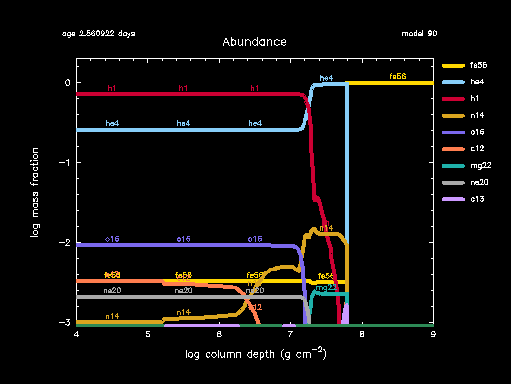 age 2.560922 days
model 90
Abundance
fe56
he4
h1
n14
o16
c12
mg22
ne20
c13
0
−1
−2
−3
log mass fraction
h1 h1 h1
he4 he4 he4
he4
fe56
o16 o16 o16
n14
fe56 fe56 fe56
mg22
ne20 ne20 ne20
c12
n14 n14
4 5 6 7 8 9
log column depth (g cm⁻²)